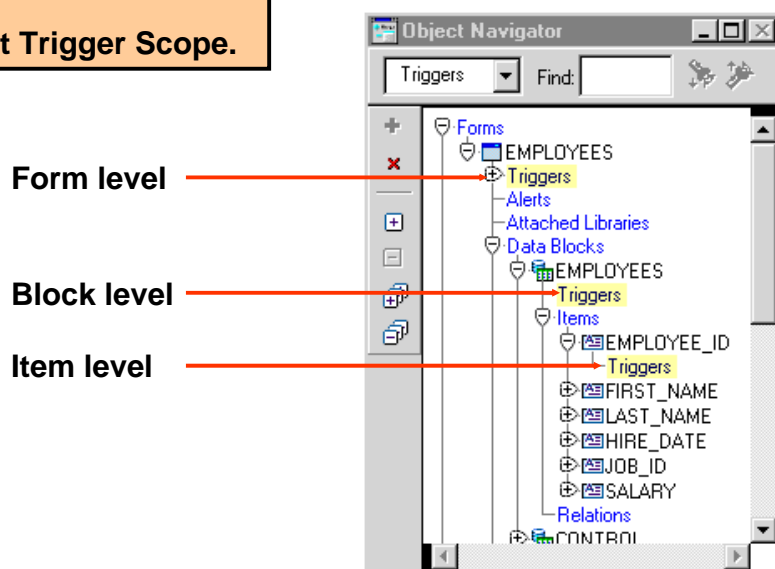 t Trigger Scope.
Object Navigator
Triggers
Find:
Forms
EMPLOYEES
Form level
Triggers
Alerts
Attached Libraries
Data Blocks
EMPLOYEES
Block level
Triggers
Items
EMPLOYEE_ID
Item level
Triggers
FIRST_NAME
LAST_NAME
HIRE_DATE
JOB_ID
SALARY
Relations
CONTROL